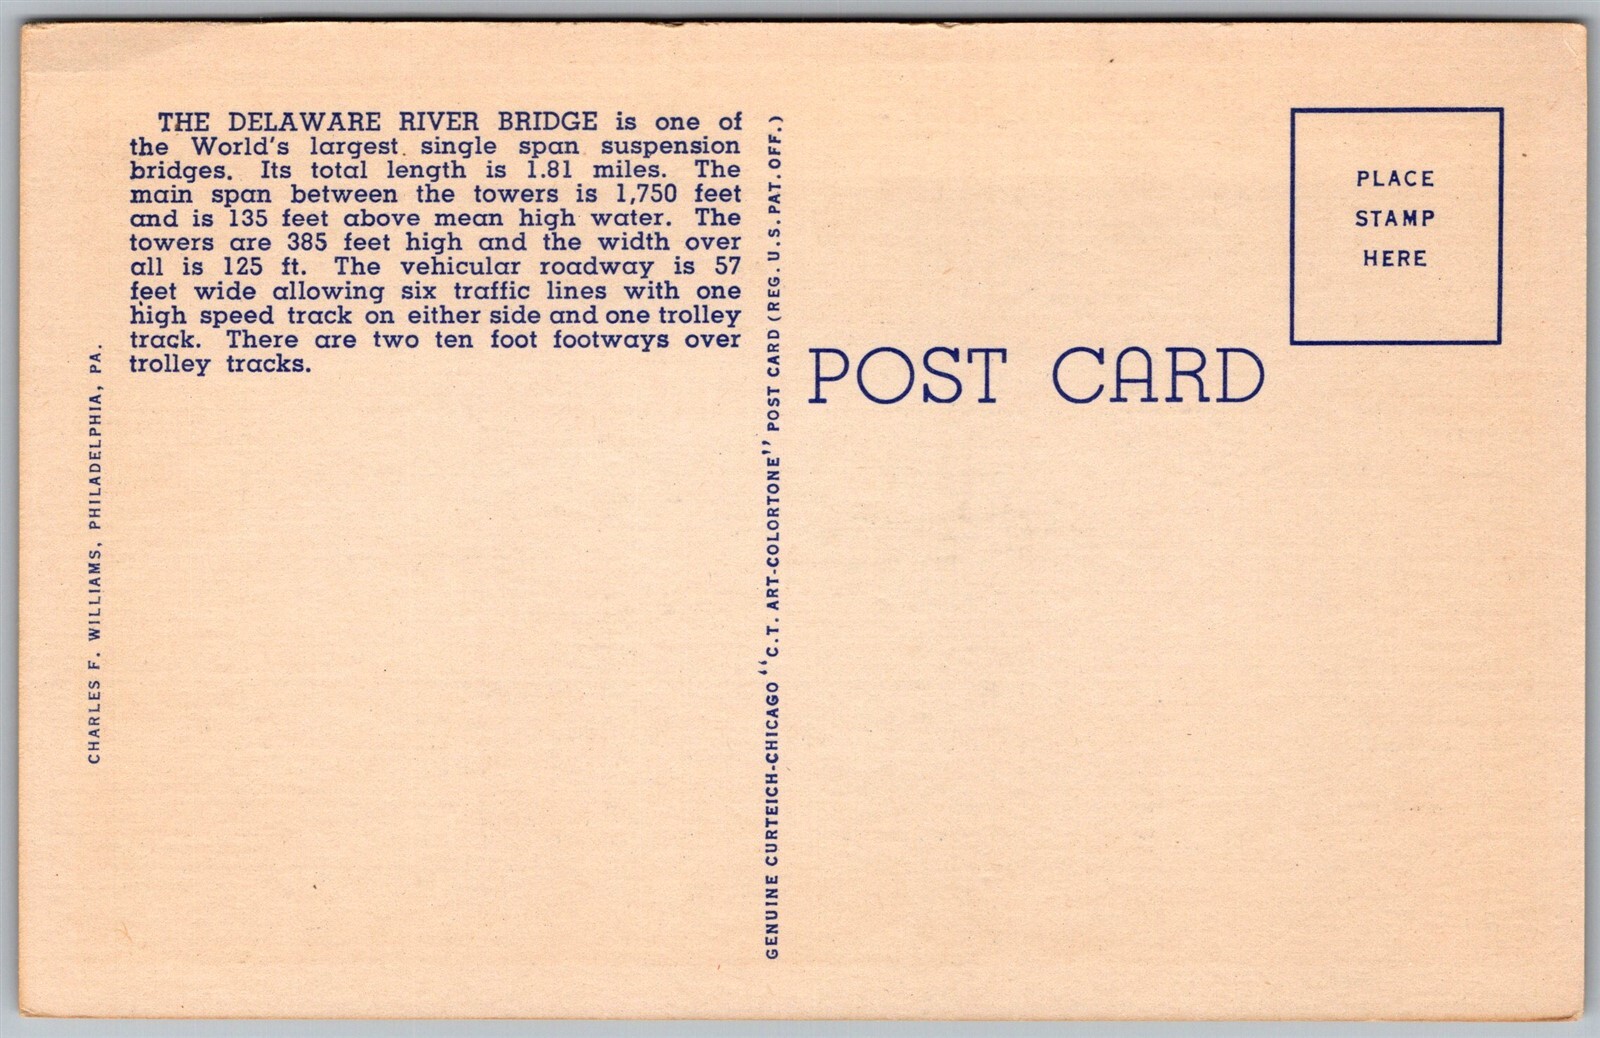 THE DELAWARE RIVER BRIDGE is one of
the World's largest single span suspension
bridges. Its total length is 1.81 miles. The
main span between the towers is 1,750 feet
and is 135 feet above mean high water. The
towers are 385 feet high and the width over
all is 125 ft. The vehicular roadway is 57
feet wide allowing six traffic lines with one
high speed track on either side and one trolley
track. There are two ten foot footways over
trolley tracks.
CHARLES F. WILLIAMS, PHILADELPHIA, PA.
GENUINE CURTEICH-CHICAGO "C.T. ART-COLORTONE" POST CARD (REG. U.S. PAT. OFF.)
POST CARD
PLACE
STAMP
HERE